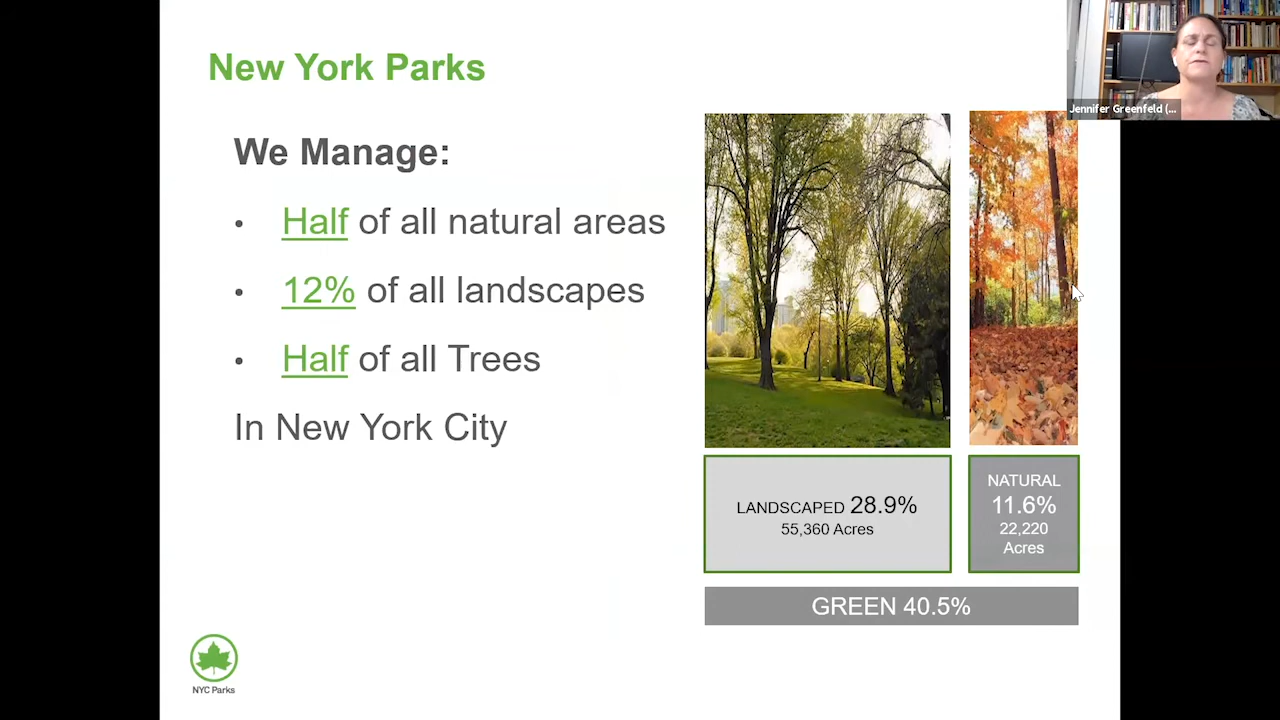 New York Parks
Jennifer Greenfeld (...
We Manage:
• Half of all natural areas
• 12% of all landscapes
• Half of all Trees
In New York City
LANDSCAPED 28.9%
55,360 Acres
NATURAL
11.6%
22,220
Acres
GREEN 40.5%
NYC Parks